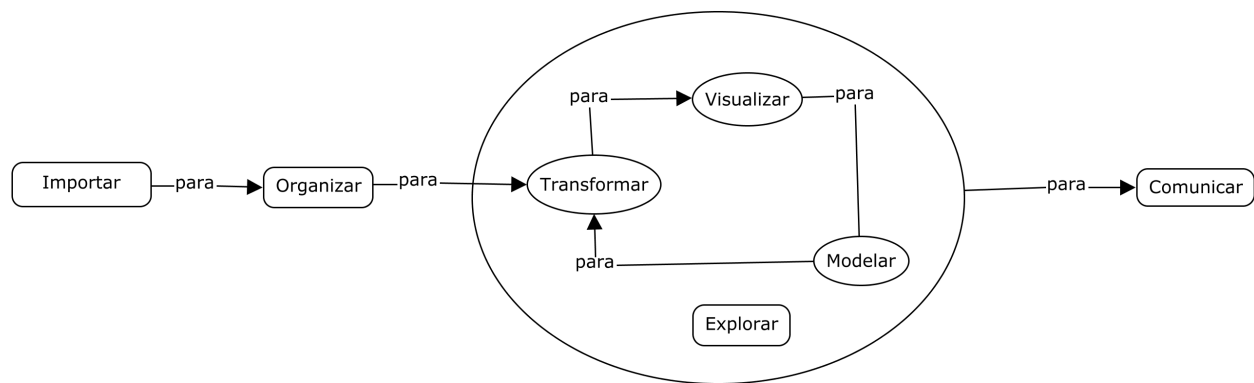 Importar
para
Organizar
para
Transformar
para
Visualizar
para
Modelar
para
Explorar
para
Comunicar